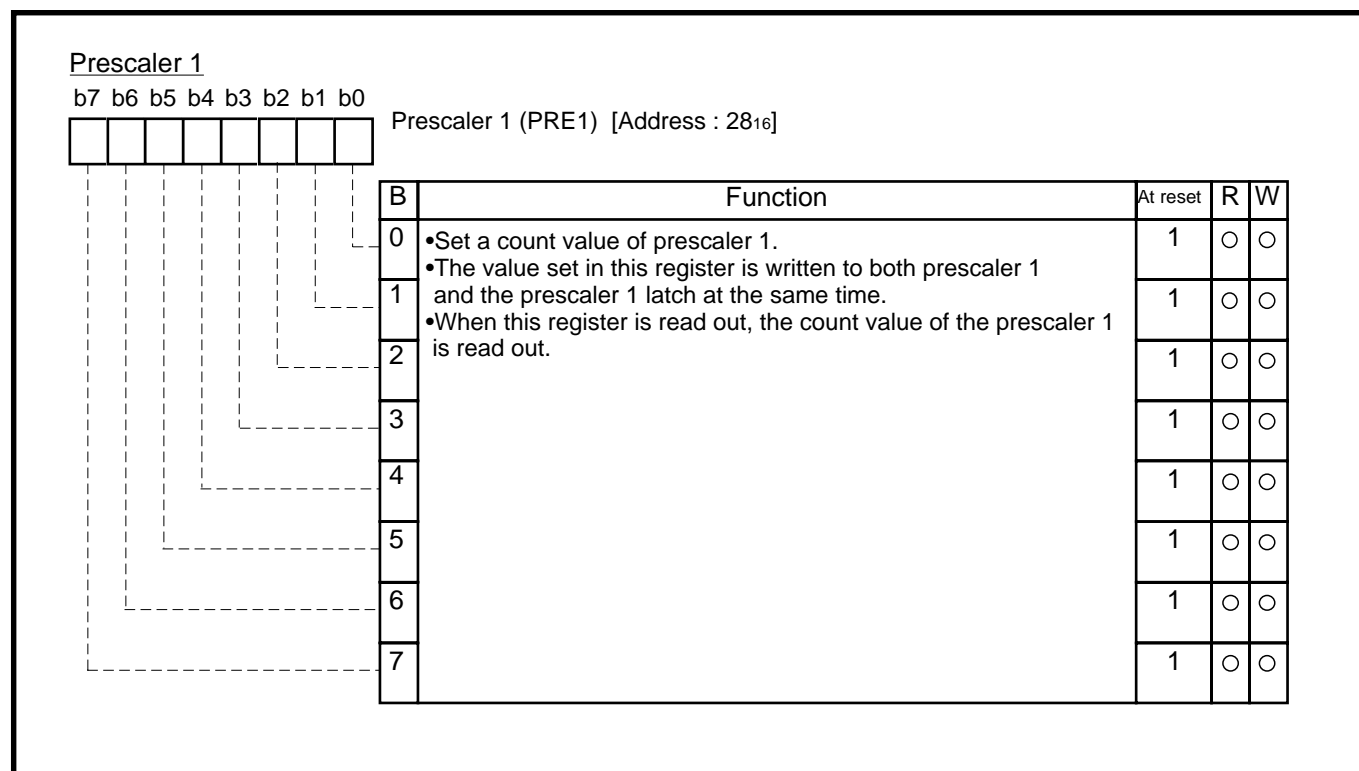 Prescaler 1
b7 b6 b5 b4 b3 b2 b1 b0
Prescaler 1 (PRE1) [Address : 2816]
B Function At reset R W
0 •Set a count value of prescaler 1. 1 ○ ○
•The value set in this register is written to both prescaler 1
1 and the prescaler 1 latch at the same time. 1 ○ ○
•When this register is read out, the count value of the prescaler 1
2 is read out. 1 ○ ○
3 1 ○ ○
4 1 ○ ○
5 1 ○ ○
6 1 ○ ○
7 1 ○ ○